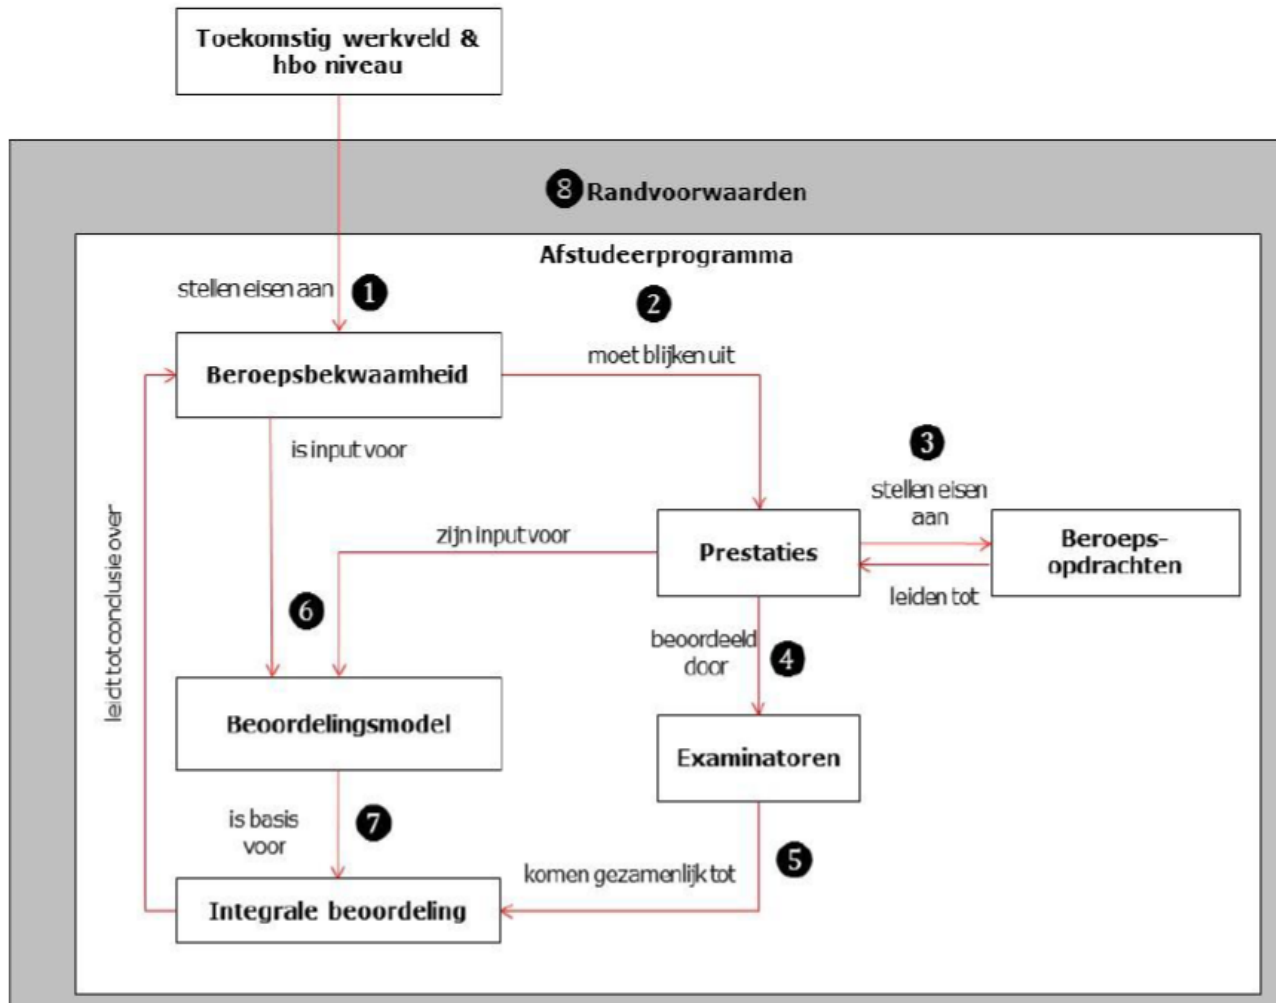 Toekomstig werkveld &
hbo niveau
8 Randvoorwaarden
Afstudeerprogramma
stellen eisen aan 1
2
moet blijken uit
Beroepsbekwaamheid
is input voor
3
stellen eisen
aan
zijn input voor
Prestaties
Beroeps-
opdrachten
leiden tot
6
beoordeeld
door
4
leidt tot conclusie over
Beoordelingsmodel
Examinatoren
is basis
voor
7
5
komen gezamenlijk tot
Integrale beoordeling